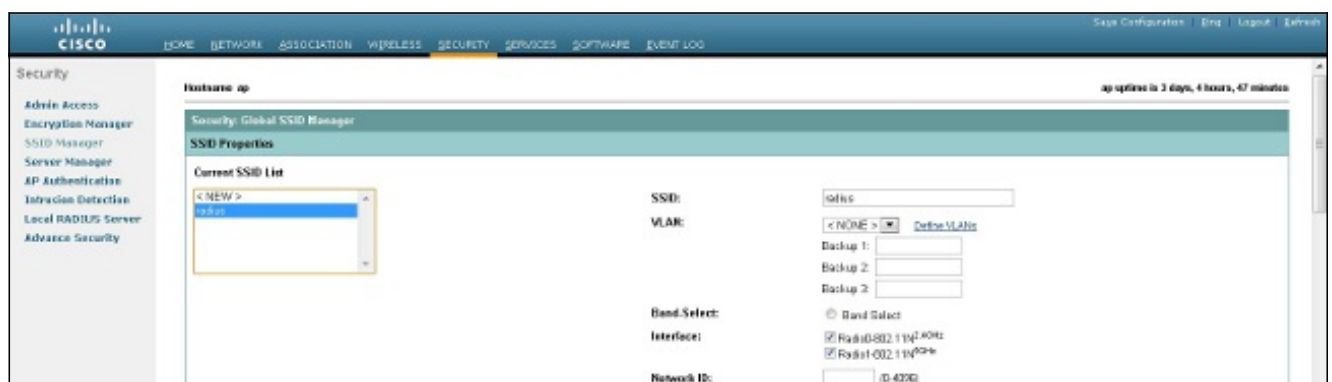 Save Configuration | Ping | Logout | Refresh
CISCO
HOME NETWORK ASSOCIATION WIRELESS SECURITY SERVICES SOFTWARE EVENT LOG
Security
Admin Access
Encryption Manager
SSID Manager
Server Manager
AP Authentication
Intrusion Detection
Local RADIUS Server
Advance Security
Hostname ap
ap uptime is 3 days, 4 hours, 47 minutes
Security: Global SSID Manager
SSID Properties
Current SSID List
< NEW >
radius
SSID: radius
VLAN: < NONE > Define VLANs
Backup 1:
Backup 2:
Backup 3:
Band-Select: Band Select
Interface: Radio0-802.11N2.4GHz
Radio1-802.11N5GHz
Network ID: (0-4096)